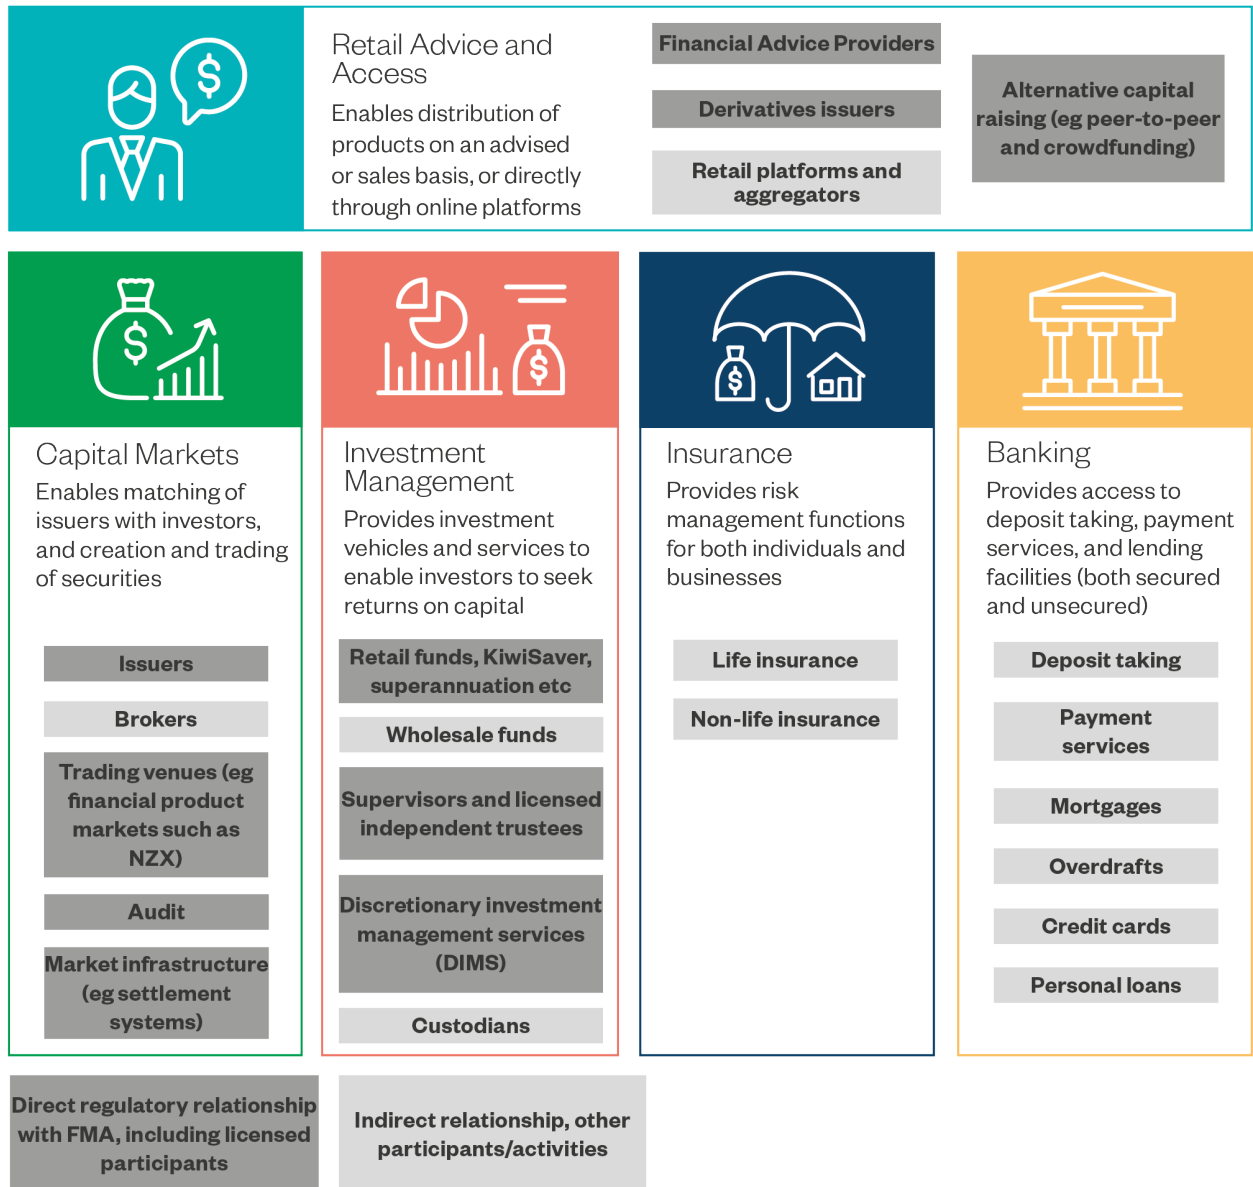 Retail Advice and
Access
Enables distribution of
products on an advised
or sales basis, or directly
through online platforms
Financial Advice Providers
Derivatives issuers
Retail platforms and
aggregators
Alternative capital
raising (eg peer-to-peer
and crowdfunding)
$
Capital Markets
Enables matching of
issuers with investors,
and creation and trading
of securities
Issuers
Brokers
Trading venues (eg
financial product
markets such as
NZX)
Audit
Market infrastructure
(eg settlement
systems)
$
Investment
Management
Provides investment
vehicles and services to
enable investors to seek
returns on capital
Retail funds, KiwiSaver,
superannuation etc
Wholesale funds
Supervisors and licensed
independent trustees
Discretionary investment
management services
(DIMS)
Custodians
$
Insurance
Provides risk
management functions
for both individuals and
businesses
Life insurance
Non-life insurance
$
Banking
Provides access to
deposit taking, payment
services, and lending
facilities (both secured
and unsecured)
Deposit taking
Payment
services
Mortgages
Overdrafts
Credit cards
Personal loans
Direct regulatory relationship
with FMA, including licensed
participants
Indirect relationship, other
participants/activities